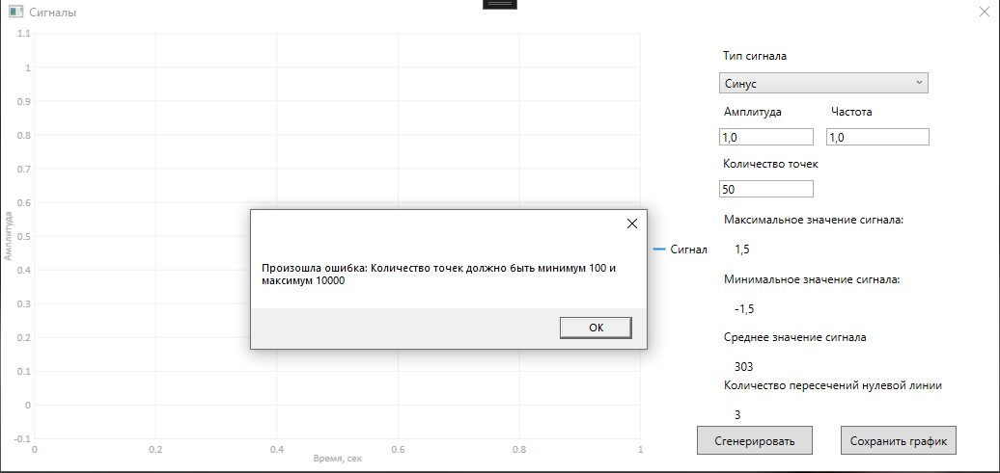 Сигналы
1.1
1
0.9
0.8
0.7
0.6
0.5
0.4
0.3
0.2
0.1
0
-0.1
Амплитуда
0
0.2
0.4
0.6
0.8
1
Время, сек
Сигнал
Произошла ошибка: Количество точек должно быть минимум 100 и
максимум 10000
ОК
Тип сигнала
Синус
Амплитуда Частота
1,0 1,0
Количество точек
50
Максимальное значение сигнала:
1,5
Минимальное значение сигнала:
-1,5
Среднее значение сигнала
303
Количество пересечений нулевой линии
3
Сгенерировать Сохранить график